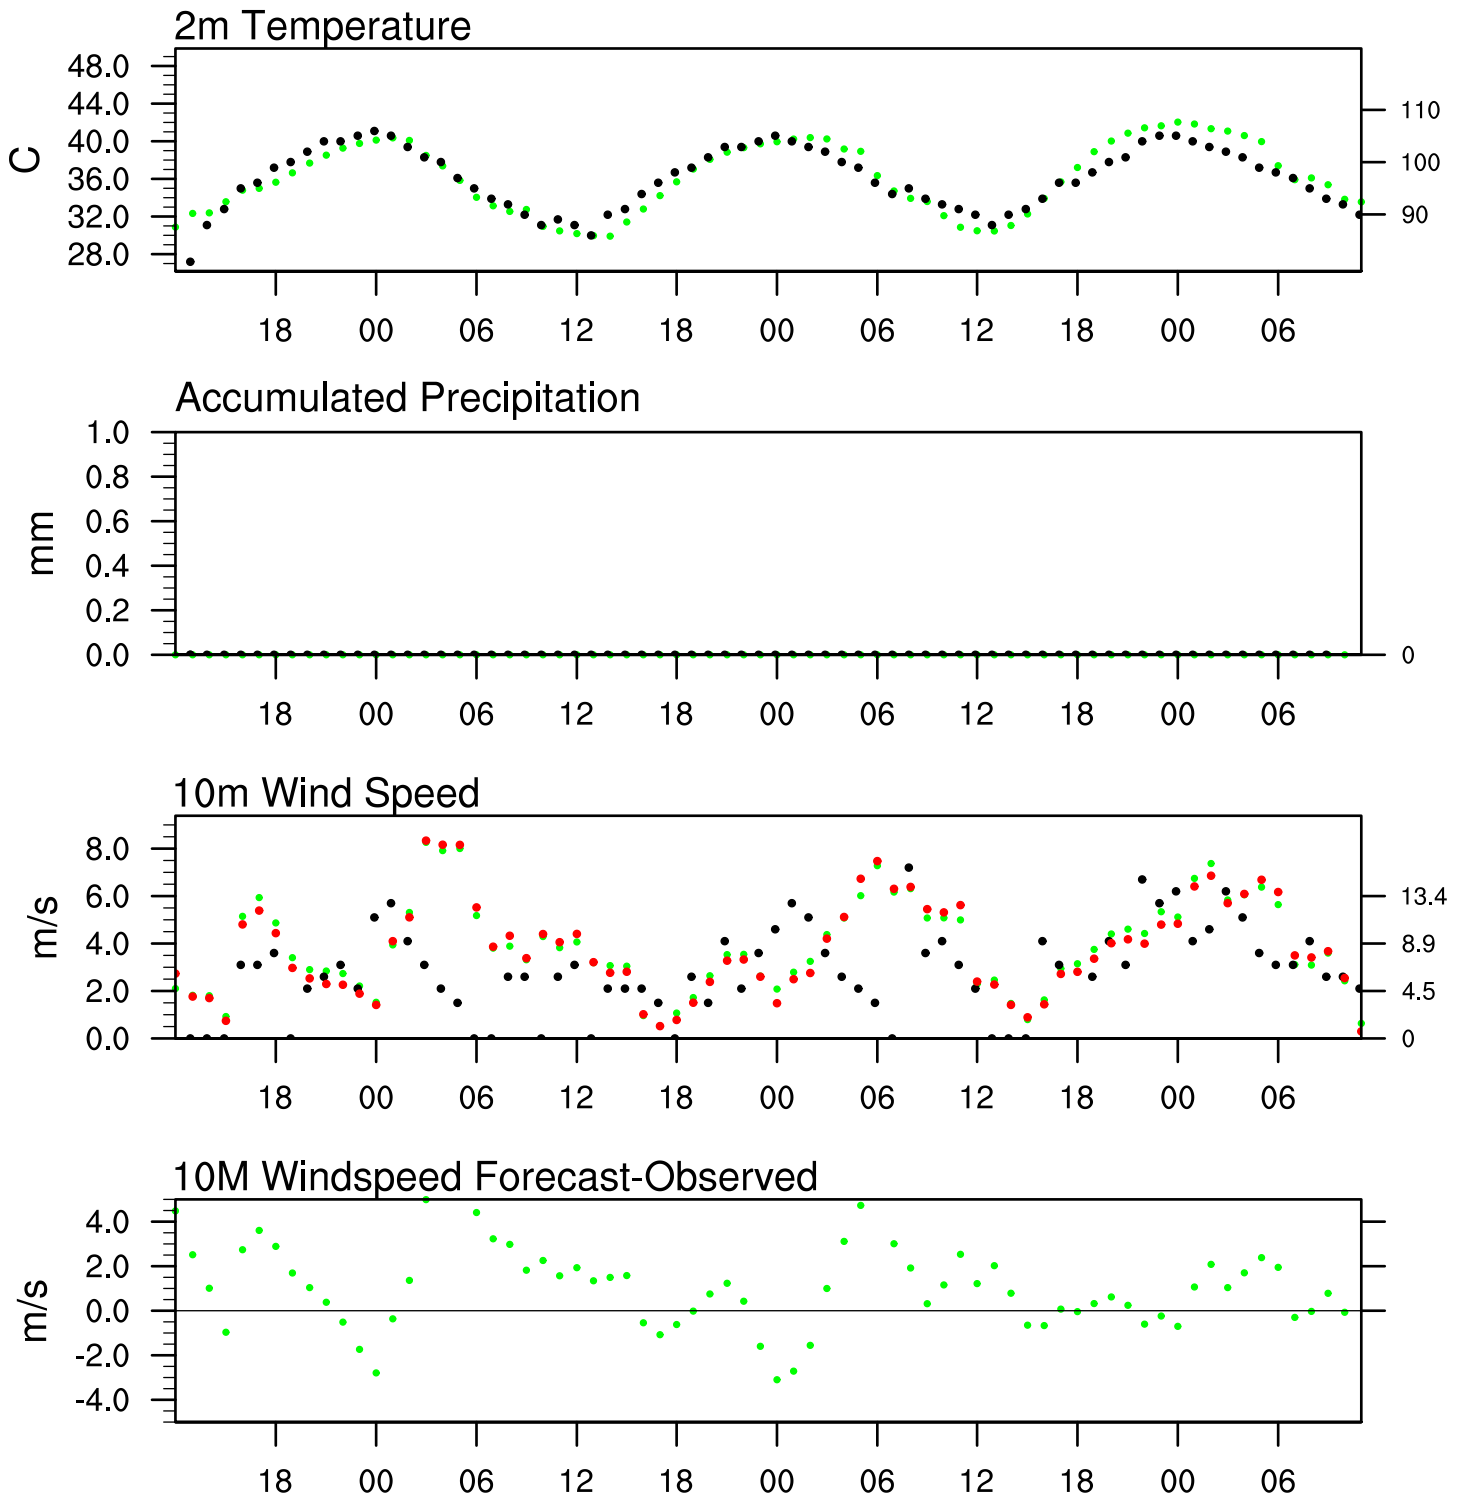 2m Temperature
48.0
44.0
40.0
36.0
32.0
28.0
C
110
100
90
18 00 06 12 18 00 06 12 18 00 06
Accumulated Precipitation
1.0
0.8
0.6
0.4
0.2
0.0
mm
0
18 00 06 12 18 00 06 12 18 00 06
10m Wind Speed
8.0
6.0
4.0
2.0
0.0
m/s
13.4
8.9
4.5
0
18 00 06 12 18 00 06 12 18 00 06
10M Windspeed Forecast-Observed
4.0
2.0
0.0
-2.0
-4.0
m/s
18 00 06 12 18 00 06 12 18 00 06